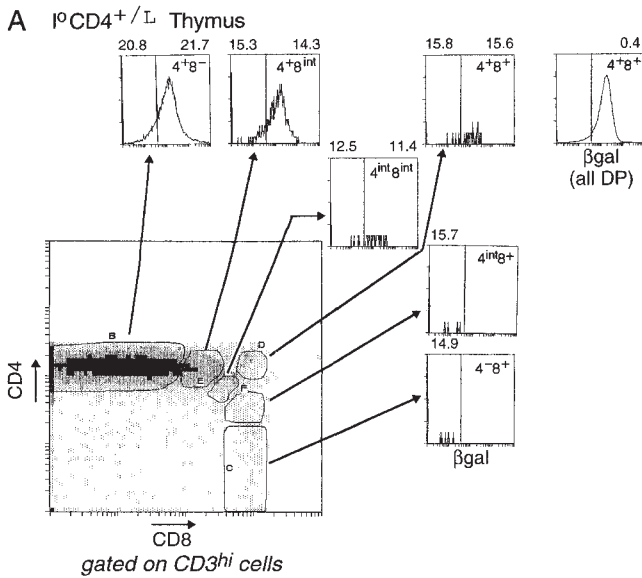 A I°CD4+/L Thymus
20.8 21.7 15.3 14.3 15.8 15.6 0.4
4+8- 4+8int 4+8+ 4+8+
βgal
(all DP)
12.5 11.4
4int8int
15.7
4int8+
14.9
4-8+
βgal
B
D
E
F
C
CD4
CD8
gated on CD3hi cells